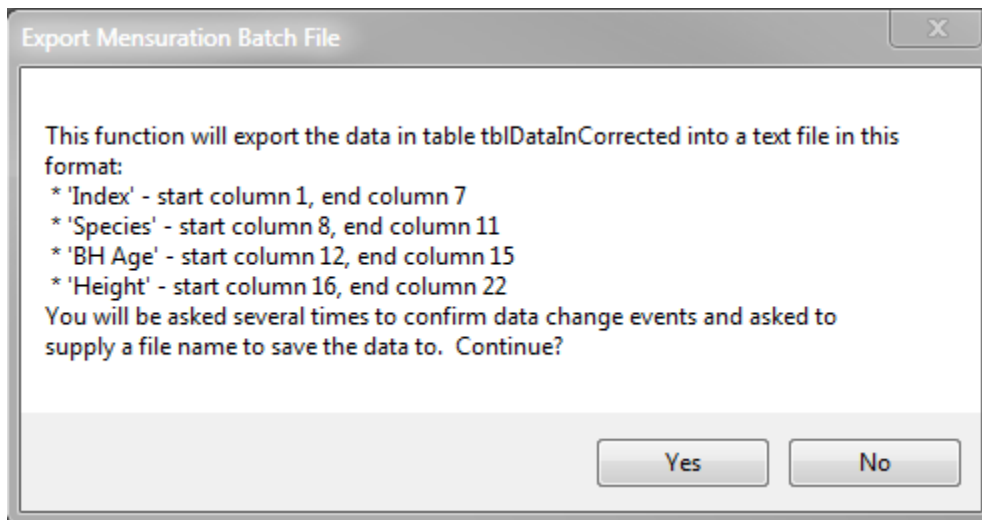 Export Mensuration Batch File
This function will export the data in table tblDataInCorrected into a text file in this
format:
* 'Index' - start column 1, end column 7
* 'Species' - start column 8, end column 11
* 'BH Age' - start column 12, end column 15
* 'Height' - start column 16, end column 22
You will be asked several times to confirm data change events and asked to
supply a file name to save the data to.  Continue?
Yes
No